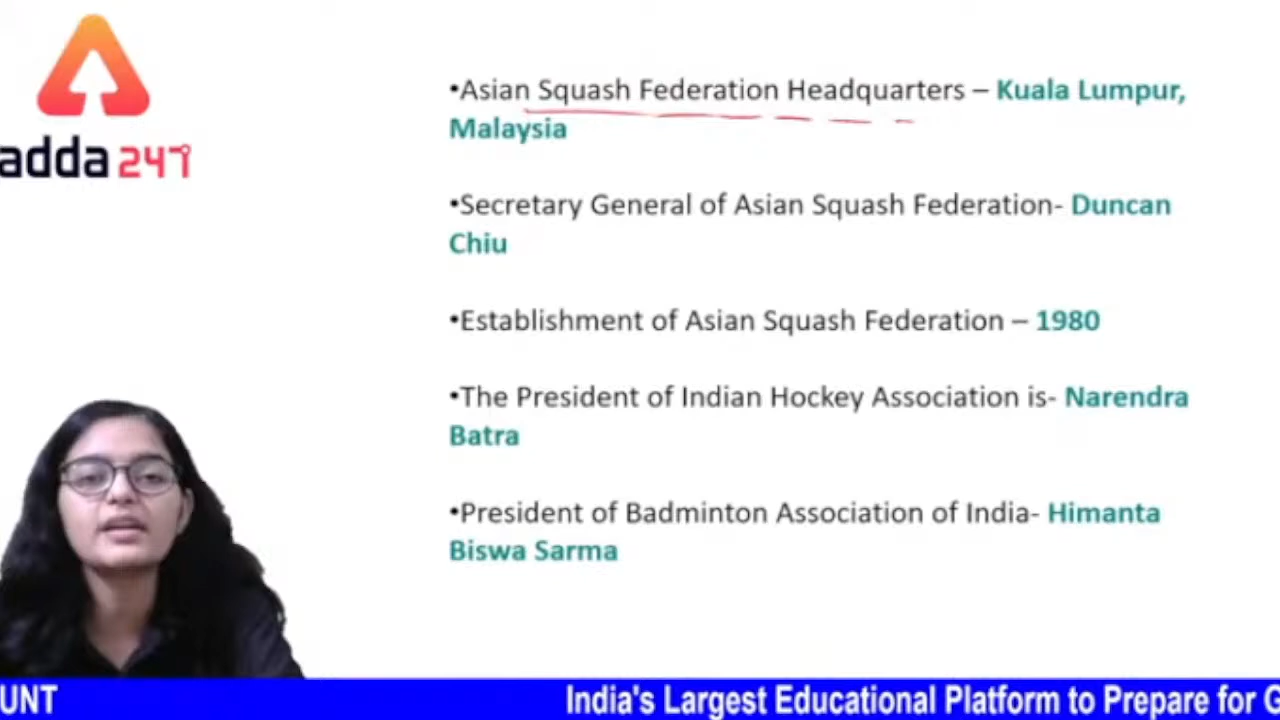 adda 247
•Asian Squash Federation Headquarters – Kuala Lumpur,
Malaysia
•Secretary General of Asian Squash Federation- Duncan
Chiu
•Establishment of Asian Squash Federation – 1980
•The President of Indian Hockey Association is- Narendra
Batra
•President of Badminton Association of India- Himanta
Biswa Sarma
UNT India's Largest Educational Platform to Prepare for G